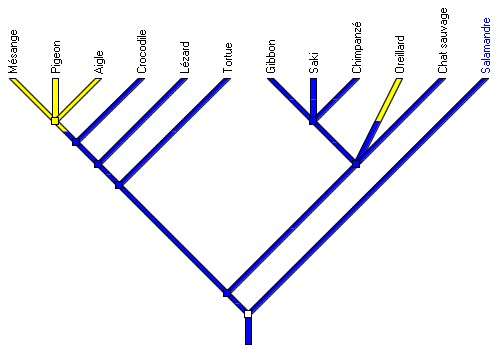 Mésange
Pigeon
Aigle
Crocodile
Lézard
Tortue
Gibbon
Saki
Chimpanzé
Oreillard
Chat sauvage
Salamandre